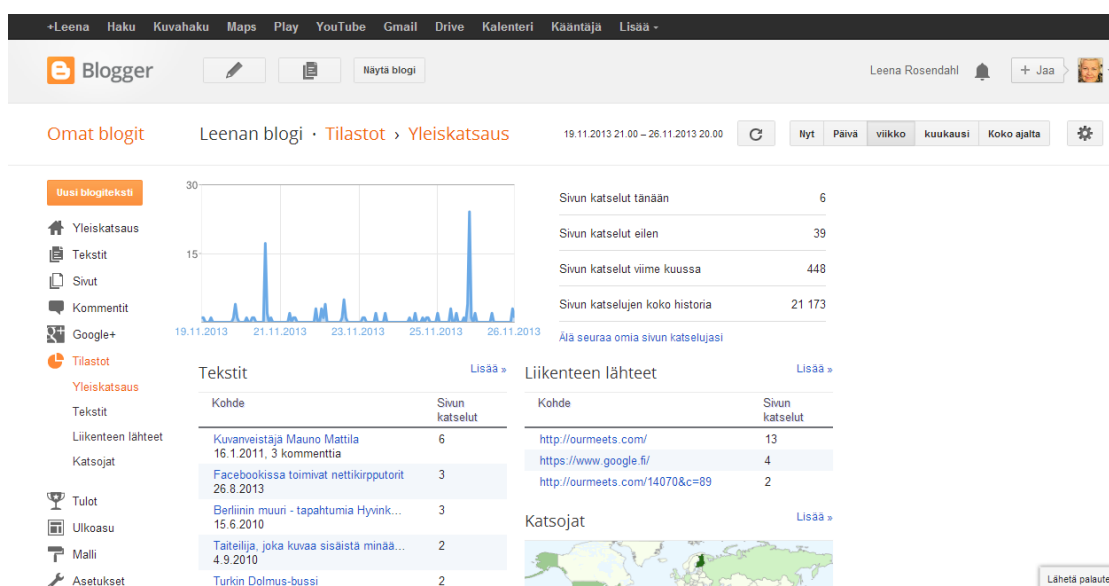 +Leena Haku Kuvahaku Maps Play YouTube Gmail Drive Kalenteri Kääntäjä Lisää
Blogger Näytä blogi Leena Rosendahl + Jaa
Omat blogit Leenan blogi · Tilastot › Yleiskatsaus 19.11.2013 21.00 – 26.11.2013 20.00 Nyt Päivä viikko kuukausi Koko ajalta
Uusi blogiteksti
Yleiskatsaus
Tekstit
Sivut
Kommentit
Google+
Tilastot
Yleiskatsaus
Tekstit
Liikenteen lähteet
Katsojat
Tulot
Ulkoasu
Malli
Asetukset
30
15
19.11.2013 21.11.2013 23.11.2013 25.11.2013 26.11.2013
Sivun katselut tänään 6
Sivun katselut eilen 39
Sivun katselut viime kuussa 448
Sivun katselujen koko historia 21 173
Älä seuraa omia sivun katselujasi
Tekstit Lisää »
Kohde Sivun
katselut
Kuvanveistäjä Mauno Mattila 6
16.1.2011, 3 kommenttia
Facebookissa toimivat nettikirpputorit 3
26.8.2013
Berliinin muuri - tapahtumia Hyvink... 3
15.6.2010
Taiteilija, joka kuvaa sisäistä minää... 2
4.9.2010
Turkin Dolmus-bussi 2
Liikenteen lähteet Lisää »
Kohde Sivun
katselut
http://ourmeets.com/ 13
https://www.google.fi/ 4
http://ourmeets.com/14070&c=89 2
Katsojat Lisää »
Lähetä palaute